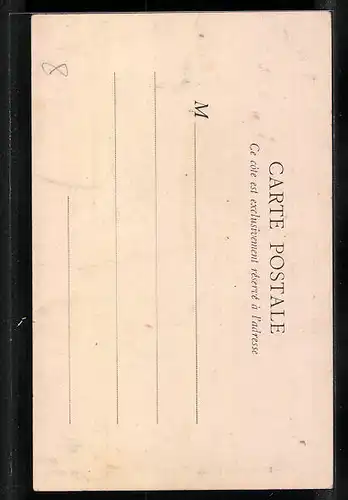 CARTE POSTALE
Ce côté est exclusivement réservé à l'adresse
M
8